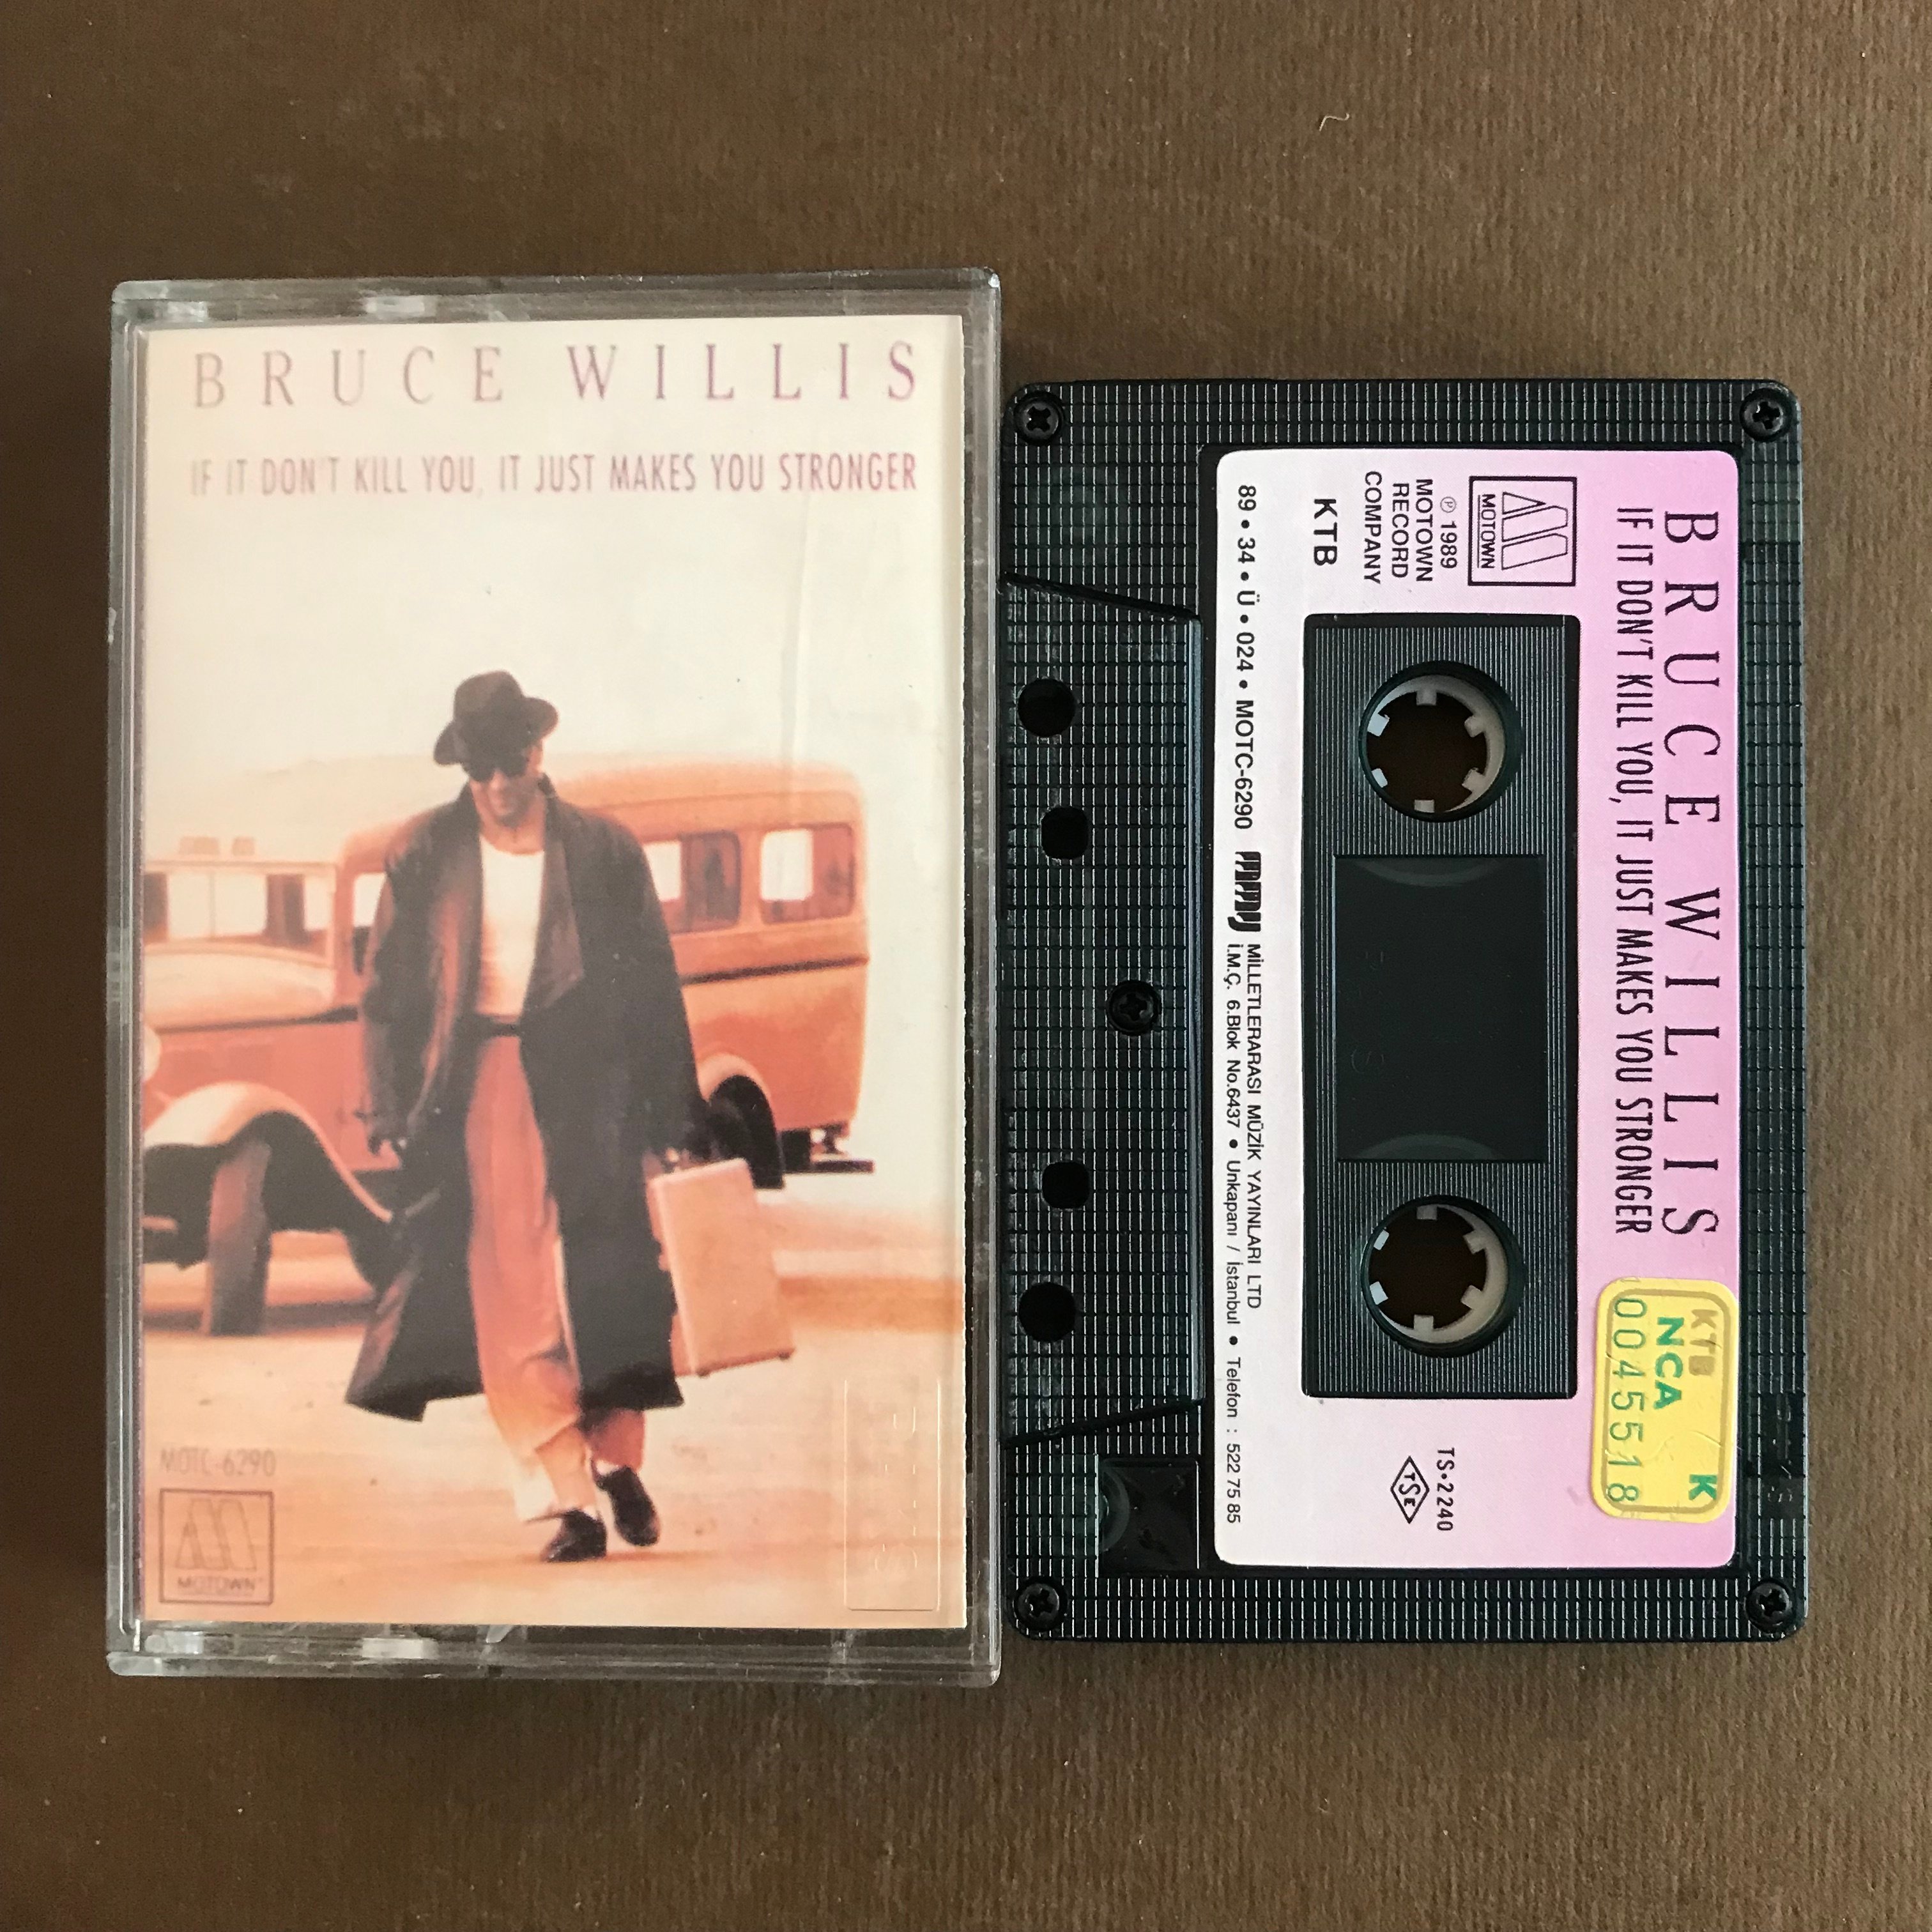 BRUCE WILLIS
IF IT DON'T KILL YOU, IT JUST MAKES YOU STRONGER
MOTC-6290
MOTOWN
BRUCE WILLIS
IF IT DON'T KILL YOU, IT JUST MAKES YOU STRONGER
MOTOWN
℗ 1989
MOTOWN
RECORD
COMPANY
KTB
89 • 34 • Ü • 024 • MOTC-6290
MİLLETLERARASI MÜZİK YAYINLARI LTD
İ.M.Ç. 6.Blok No.6437 • Unkapanı / İstanbul • Telefon : 522 75 85
TS•2240
TSE
KTB K
NCA
0045518